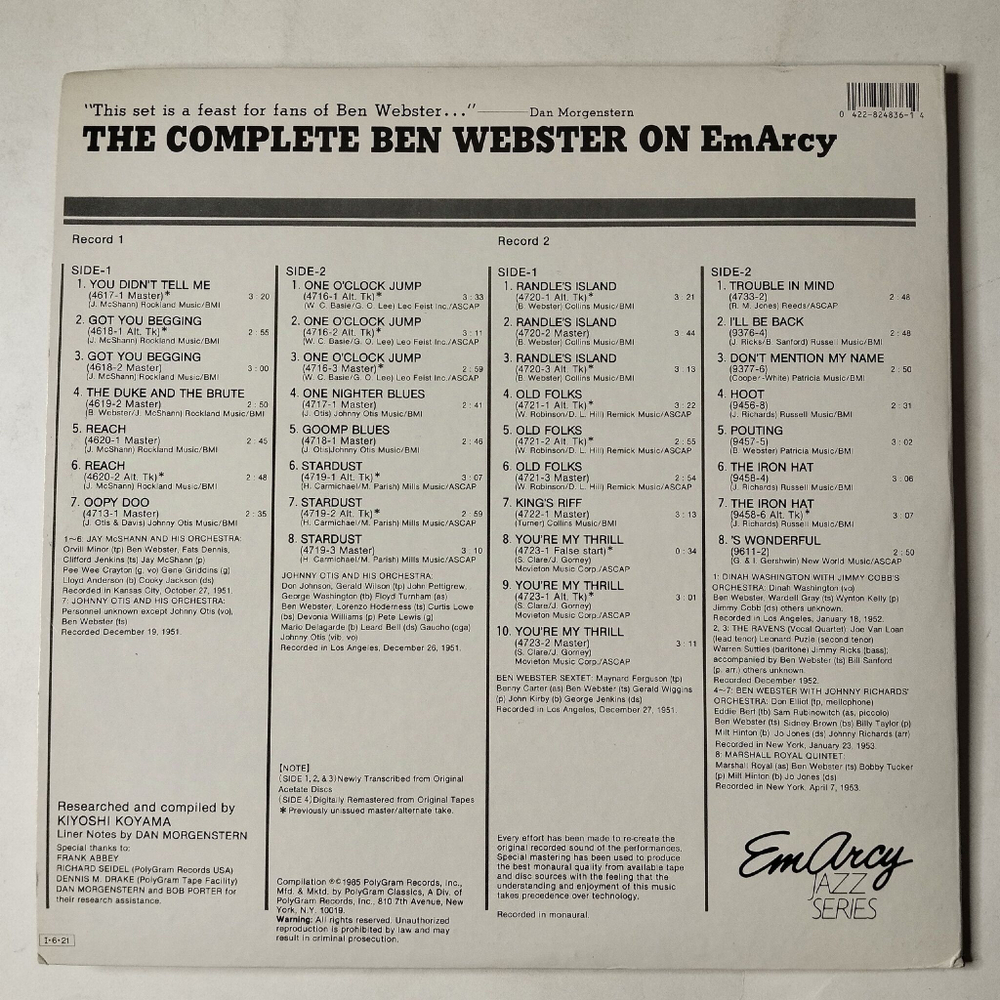 "This set is a feast for fans of Ben Webster..." ——— Dan Morgenstern
THE COMPLETE BEN WEBSTER ON EmArcy
0 422-824836-1 4
Record 1
SIDE-1
1. YOU DIDN'T TELL ME
(4617-1 Master)* 3:20
(J. McShann) Rockland Music/BMI
2. GOT YOU BEGGING
(4618-1 Alt. Tk)* 2:55
(J. McShann) Rockland Music/BMI
3. GOT YOU BEGGING
(4618-2 Master) 3:00
(J. McShann) Rockland Music/BMI
4. THE DUKE AND THE BRUTE
(4619-2 Master) 2:50
(B. Webster/J. McShann) Rockland Music/BMI
5. REACH
(4620-1 Master) 2:45
(J. McShann) Rockland Music/BMI
6. REACH
(4620-2 Alt. Tk)* 2:48
(J. McShann) Rockland Music/BMI
7. OOPY DOO
(4713-1 Master) 2:35
(J. Otis & Davis) Johnny Otis Music/BMI
1~6: JAY McSHANN AND HIS ORCHESTRA:
Orvill Minor (tp) Ben Webster, Fats Dennis,
Clifford Jenkins (ts) Jay McShann (p)
Pee Wee Crayton (g, vo) Gene Griddins (g)
Lloyd Anderson (b) Cooky Jackson (ds)
Recorded in Kansas City, October 27, 1951.
7: JOHNNY OTIS AND HIS ORCHESTRA:
Personnel unknown except Johnny Otis (vo),
Ben Webster (ts)
Recorded December 19, 1951.
Researched and compiled by
KIYOSHI KOYAMA
Liner Notes by DAN MORGENSTERN
Special thanks to:
FRANK ABBEY
RICHARD SEIDEL (PolyGram Records USA)
DENNIS M. DRAKE (PolyGram Tape Facility)
DAN MORGENSTERN and BOB PORTER for
their research assistance.
I-6-21
SIDE-2
1. ONE O'CLOCK JUMP
(4716-1 Alt. Tk)* 3:33
(W. C. Basie/G. O. Lee) Leo Feist Inc./ASCAP
2. ONE O'CLOCK JUMP
(4716-2 Alt. Tk)* 3:11
(W. C. Basie/G. O. Lee) Leo Feist Inc./ASCAP
3. ONE O'CLOCK JUMP
(4716-3 Master)* 2:59
(W. C. Basie/G. O. Lee) Leo Feist Inc./ASCAP
4. ONE NIGHTER BLUES
(4717-1 Master) 2:41
(J. Otis) Johnny Otis Music/BMI
5. GOOMP BLUES
(4718-1 Master) 2:46
(J. Otis)Johnny Otis Music/BMI
6. STARDUST
(4719-1 Alt. Tk)* 3:07
(H. Carmichael/M. Parish) Mills Music/ASCAP
7. STARDUST
(4719-2 Alt. Tk)* 2:59
(H. Carmichael/M. Parish) Mills Music/ASCAP
8. STARDUST
(4719-3 Master) 3:10
(H. Carmichael/M. Parish) Mills Music/ASCAP
JOHNNY OTIS AND HIS ORCHESTRA:
Don Johnson, Gerald Wilson (tp) John Pettigrew,
George Washington (tb) Floyd Turnham (as)
Ben Webster, Lorenzo Hoderness (ts) Curtis Lowe
(bs) Devonia Williams (p) Pete Lewis (g)
Mario Delagarde (b) Leard Bell (ds) Gaucho (cga)
Johnny Otis (vib, vo)
Recorded in Los Angeles, December 26, 1951.
[NOTE]
(SIDE 1, 2, & 3)Newly Transcribed from Original
Acetate Discs
(SIDE 4)Digitally Remastered from Original Tapes
* Previously unissued master/alternate take.
Compilation ℗©1985 PolyGram Records, Inc.,
Mfd. & Mktd. by PolyGram Classics, A Div. of
PolyGram Records, Inc., 810 7th Avenue, New
York, N.Y. 10019.
Warning: All rights reserved. Unauthorized
reproduction is prohibited by law and may
result in criminal prosecution.
Record 2
SIDE-1
1. RANDLE'S ISLAND
(4720-1 Alt. Tk)* 3:21
(B. Webster) Collins Music/BMI
2. RANDLE'S ISLAND
(4720-2 Master) 3:44
(B. Webster) Collins Music/BMI
3. RANDLE'S ISLAND
(4720-3 Alt. Tk)* 3:13
(B. Webster) Collins Music/BMI
4. OLD FOLKS
(4721-1 Alt. Tk)* 3:22
(W. Robinson/D. L. Hill) Remick Music/ASCAP
5. OLD FOLKS
(4721-2 Alt. Tk)* 2:55
(W. Robinson/D. L. Hill) Remick Music/ASCAP
6. OLD FOLKS
(4721-3 Master) 2:54
(W. Robinson/D. L. Hill) Remick Music/ASCAP
7. KING'S RIFF
(4722-1 Master) 3:13
(Turner) Collins Music/BMI
8. YOU'RE MY THRILL
(4723-1 False start)* 0:34
(S. Clare/J. Gorney)
Movieton Music Corp./ASCAP
9. YOU'RE MY THRILL
(4723-1 Alt. Tk)* 3:01
(S. Clare/J. Gorney)
Movieton Music Corp./ASCAP
10. YOU'RE MY THRILL
(4723-2 Master) 3:11
(S. Clare/J. Gorney)
Movieton Music Corp./ASCAP
BEN WEBSTER SEXTET: Maynard Ferguson (tp)
Benny Carter (as) Ben Webster (ts) Gerald Wiggins
(p) John Kirby (b) George Jenkins (ds)
Recorded in Los Angeles, December 27, 1951.
Every effort has been made to re-create the
original recorded sound of the performances.
Special mastering has been used to produce
the best monaural quality from available tape
and disc sources with the feeling that the
understanding and enjoyment of this music
takes precedence over technology.
Recorded in monaural.
SIDE-2
1. TROUBLE IN MIND
(4733-2) 2:48
(R. M. Jones) Reeds/ASCAP
2. I'LL BE BACK
(9376-4) 2:48
(J. Ricks/B. Sanford) Russell Music/BMI
3. DON'T MENTION MY NAME
(9377-6) 2:50
(Cooper-White) Patricia Music/BMI
4. HOOT
(9456-8) 2:31
(J. Richards) Russell Music/BMI
5. POUTING
(9457-5) 3:02
(B. Webster) Patricia Music/BMI
6. THE IRON HAT
(9458-4) 3:06
(J. Richards) Russell Music/BMI
7. THE IRON HAT
(9458-6 Alt. Tk)* 3:07
(J. Richards) Russell Music/BMI
8. 'S WONDERFUL
(9611-2) 2:50
(G. & I. Gershwin) New World Music/ASCAP
1: DINAH WASHINGTON WITH JIMMY COBB'S
ORCHESTRA: Dinah Washington (vo)
Ben Webster, Wardell Gray (ts) Wynton Kelly (p)
Jimmy Cobb (ds) others unknown.
Recorded in Los Angeles, January 18, 1952.
2, 3: THE RAVENS (Vocal Quartet) Joe Van Loan
(lead tenor) Leonard Puzie (second tenor)
Warren Suttles (baritone) Jimmy Ricks (bass);
accompanied by Ben Webster (ts) Bill Sanford
(p. arr.) others unknown.
Recorded December 1952.
4~7: BEN WEBSTER WITH JOHNNY RICHARDS'
ORCHESTRA: Don Elliot (tp, mellophone)
Eddie Bert (tb) Sam Rubinowitch (as, piccolo)
Ben Webster (ts) Sidney Brown (bs) Billy Taylor (p)
Milt Hinton (b) Jo Jones (ds) Johnny Richards (arr)
Recorded in New York, January 23, 1953.
8: MARSHALL ROYAL QUINTET:
Marshall Royal (as) Ben Webster (ts) Bobby Tucker
(p) Milt Hinton (b) Jo Jones (ds)
Recorded in New York, April 7, 1953.
EmArcy
JAZZ
SERIES